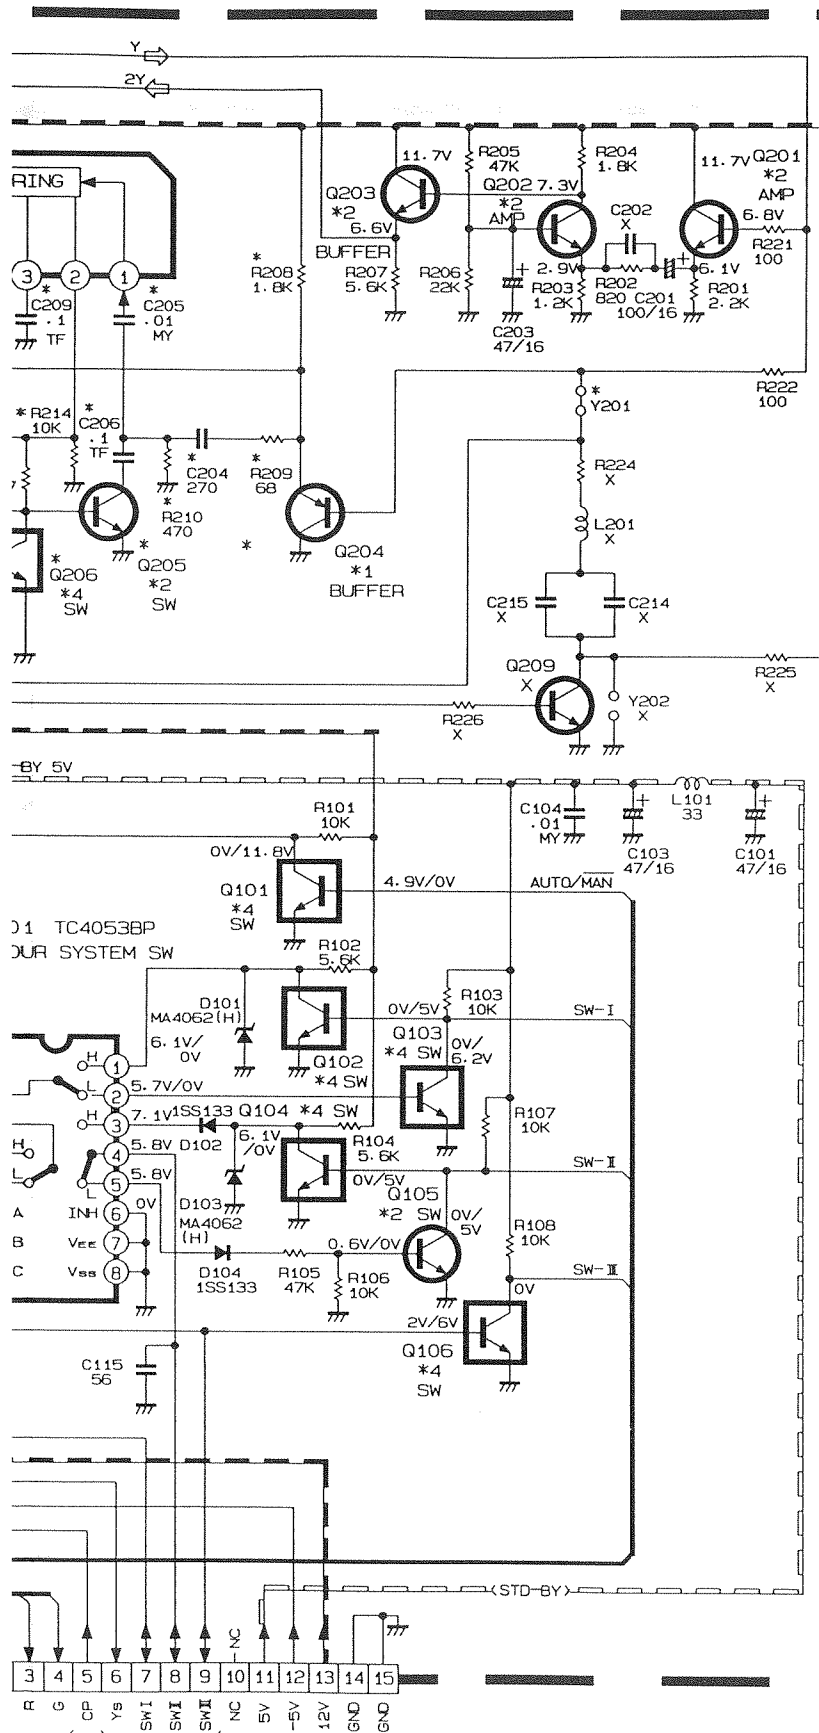 Y
2Y
RING
3
2
1
*
C209
.1
TF
*
C205
.01
MY
*
R208
1.8K
Q203
*2
BUFFER
11.7V
6.6V
R207
5.6K
R205
47K
R206
22K
Q202
*2
AMP
7.3V
2.9V
R204
1.8K
C202
X
R203
1.2K
R202
820
C201
100/16
+
C203
47/16
+
11.7V
Q201
*2
AMP
6.8V
6.1V
R201
2.2K
R221
100
R222
100
*
Y201
R224
X
L201
X
C215
X
C214
X
Q209
X
Y202
X
R225
X
R226
X
*
R214
10K
*
C206
.1
TF
*
C204
270
*
R209
68
*
R210
470
*
Q206
*4
SW
*
Q205
*2
SW
*
Q204
*1
BUFFER
-BY 5V
R101
10K
0V/11.8V
Q101
*4
SW
4.9V/0V
AUTO/MAN
C104
.01
MY
+
C103
47/16
L101
33
+
C101
47/16
01 TC4053BP
OUR SYSTEM SW
R102
5.6K
D101
MA4062(H)
6.1V/
0V
Q102
*4 SW
0V/5V
R103
10K
SW-I
Q103
*4 SW
0V/
6.2V
H
1
L
2
5.7V/0V
H
3
7.1V
1SS133
D102
Q104 *4 SW
6.1V
/0V
R104
5.6K
0V/5V
R107
10K
SW-II
H
L
4
5.8V
L
5
5.8V
D103
MA4062
(H)
Q105
*2 SW
0V/
5V
A
INH
6
0V
B
VEE
7
C
VSS
8
D104
1SS133
R105
47K
0.6V/0V
R106
10K
R108
10K
SW-III
0V
2V/6V
Q106
*4
SW
C115
56
(STD-BY)
NC
3
4
5
6
7
8
9
10
11
12
13
14
15
R
G
CP
Ys
SWI
SWII
SWIII
NC
5V
-5V
12V
GND
GND